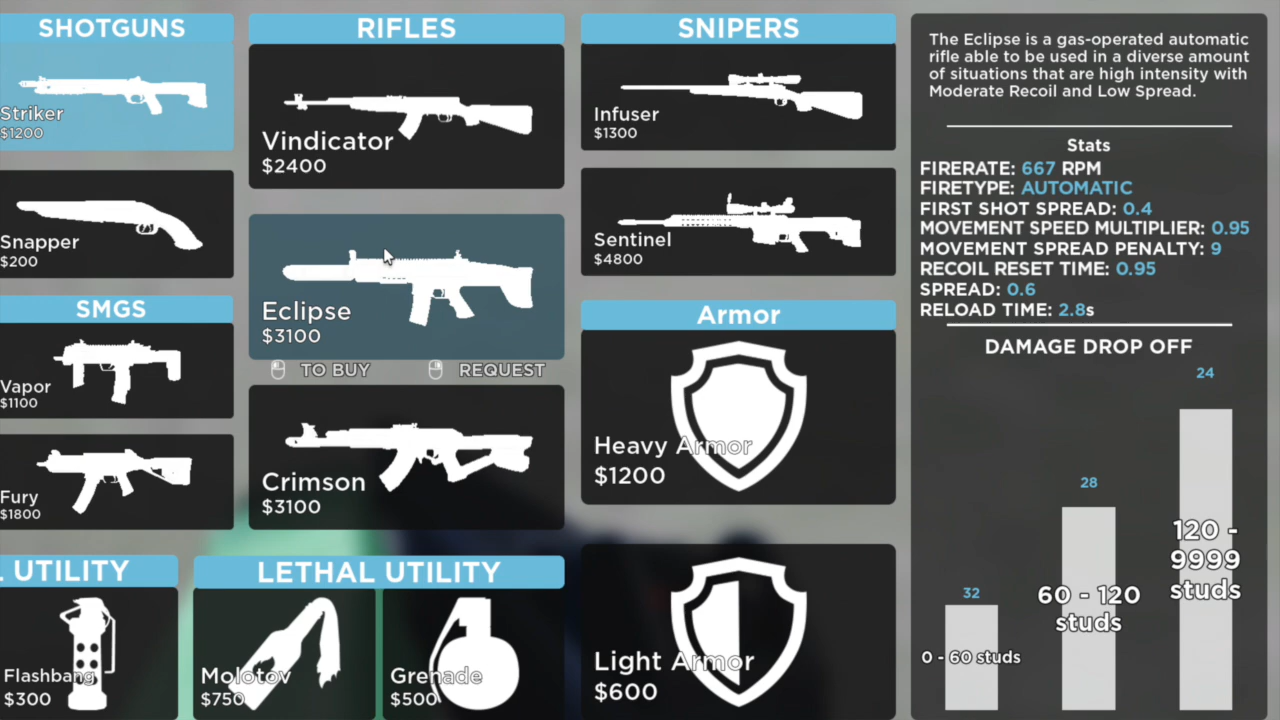 SHOTGUNS
Striker
$1200
Snapper
$200
SMGS
Vapor
$1100
Fury
$1800
RIFLES
Vindicator
$2400
Eclipse
$3100
TO BUY
REQUEST
Crimson
$3100
SNIPERS
Infuser
$1300
Sentinel
$4800
Armor
Heavy Armor
$1200
Light Armor
$600
L UTILITY
Flashbang
$300
LETHAL UTILITY
Molotov
$750
Grenade
$500
The Eclipse is a gas-operated automatic
rifle able to be used in a diverse amount
of situations that are high intensity with
Moderate Recoil and Low Spread.
Stats
FIRERATE: 667 RPM
FIRETYPE: AUTOMATIC
FIRST SHOT SPREAD: 0.4
MOVEMENT SPEED MULTIPLIER: 0.95
MOVEMENT SPREAD PENALTY: 9
RECOIL RESET TIME: 0.95
SPREAD: 0.6
RELOAD TIME: 2.8s
DAMAGE DROP OFF
32
0 - 60 studs
28
60 - 120
studs
24
120 -
9999
studs